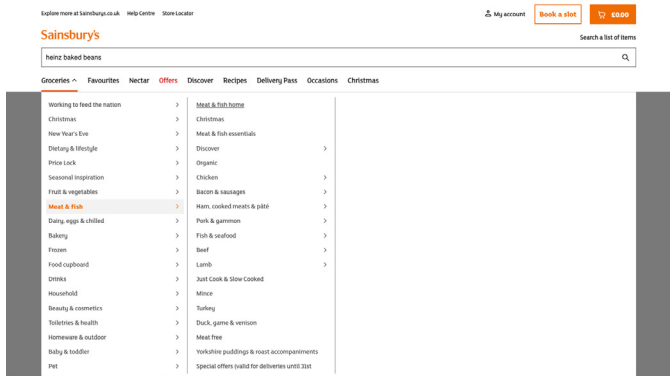 Explore more at Sainsburys.co.uk Help Centre Store Locator
My account Book a slot £0.00
Sainsbury's
Search a list of items
heinz baked beans
Groceries Favourites Nectar Offers Discover Recipes Delivery Pass Occasions Christmas
Working to feed the nation
Christmas
New Year's Eve
Dietary & lifestyle
Price Lock
Seasonal inspiration
Fruit & vegetables
Meat & fish
Dairy, eggs & chilled
Bakery
Frozen
Food cupboard
Drinks
Household
Beauty & cosmetics
Toiletries & health
Homeware & outdoor
Baby & toddler
Pet
Meat & fish home
Christmas
Meat & fish essentials
Discover
Organic
Chicken
Bacon & sausages
Ham, cooked meats & pâté
Pork & gammon
Fish & seafood
Beef
Lamb
Just Cook & Slow Cooked
Mince
Turkey
Duck, game & venison
Meat free
Yorkshire puddings & roast accompaniments
Special offers (valid for deliveries until 31st